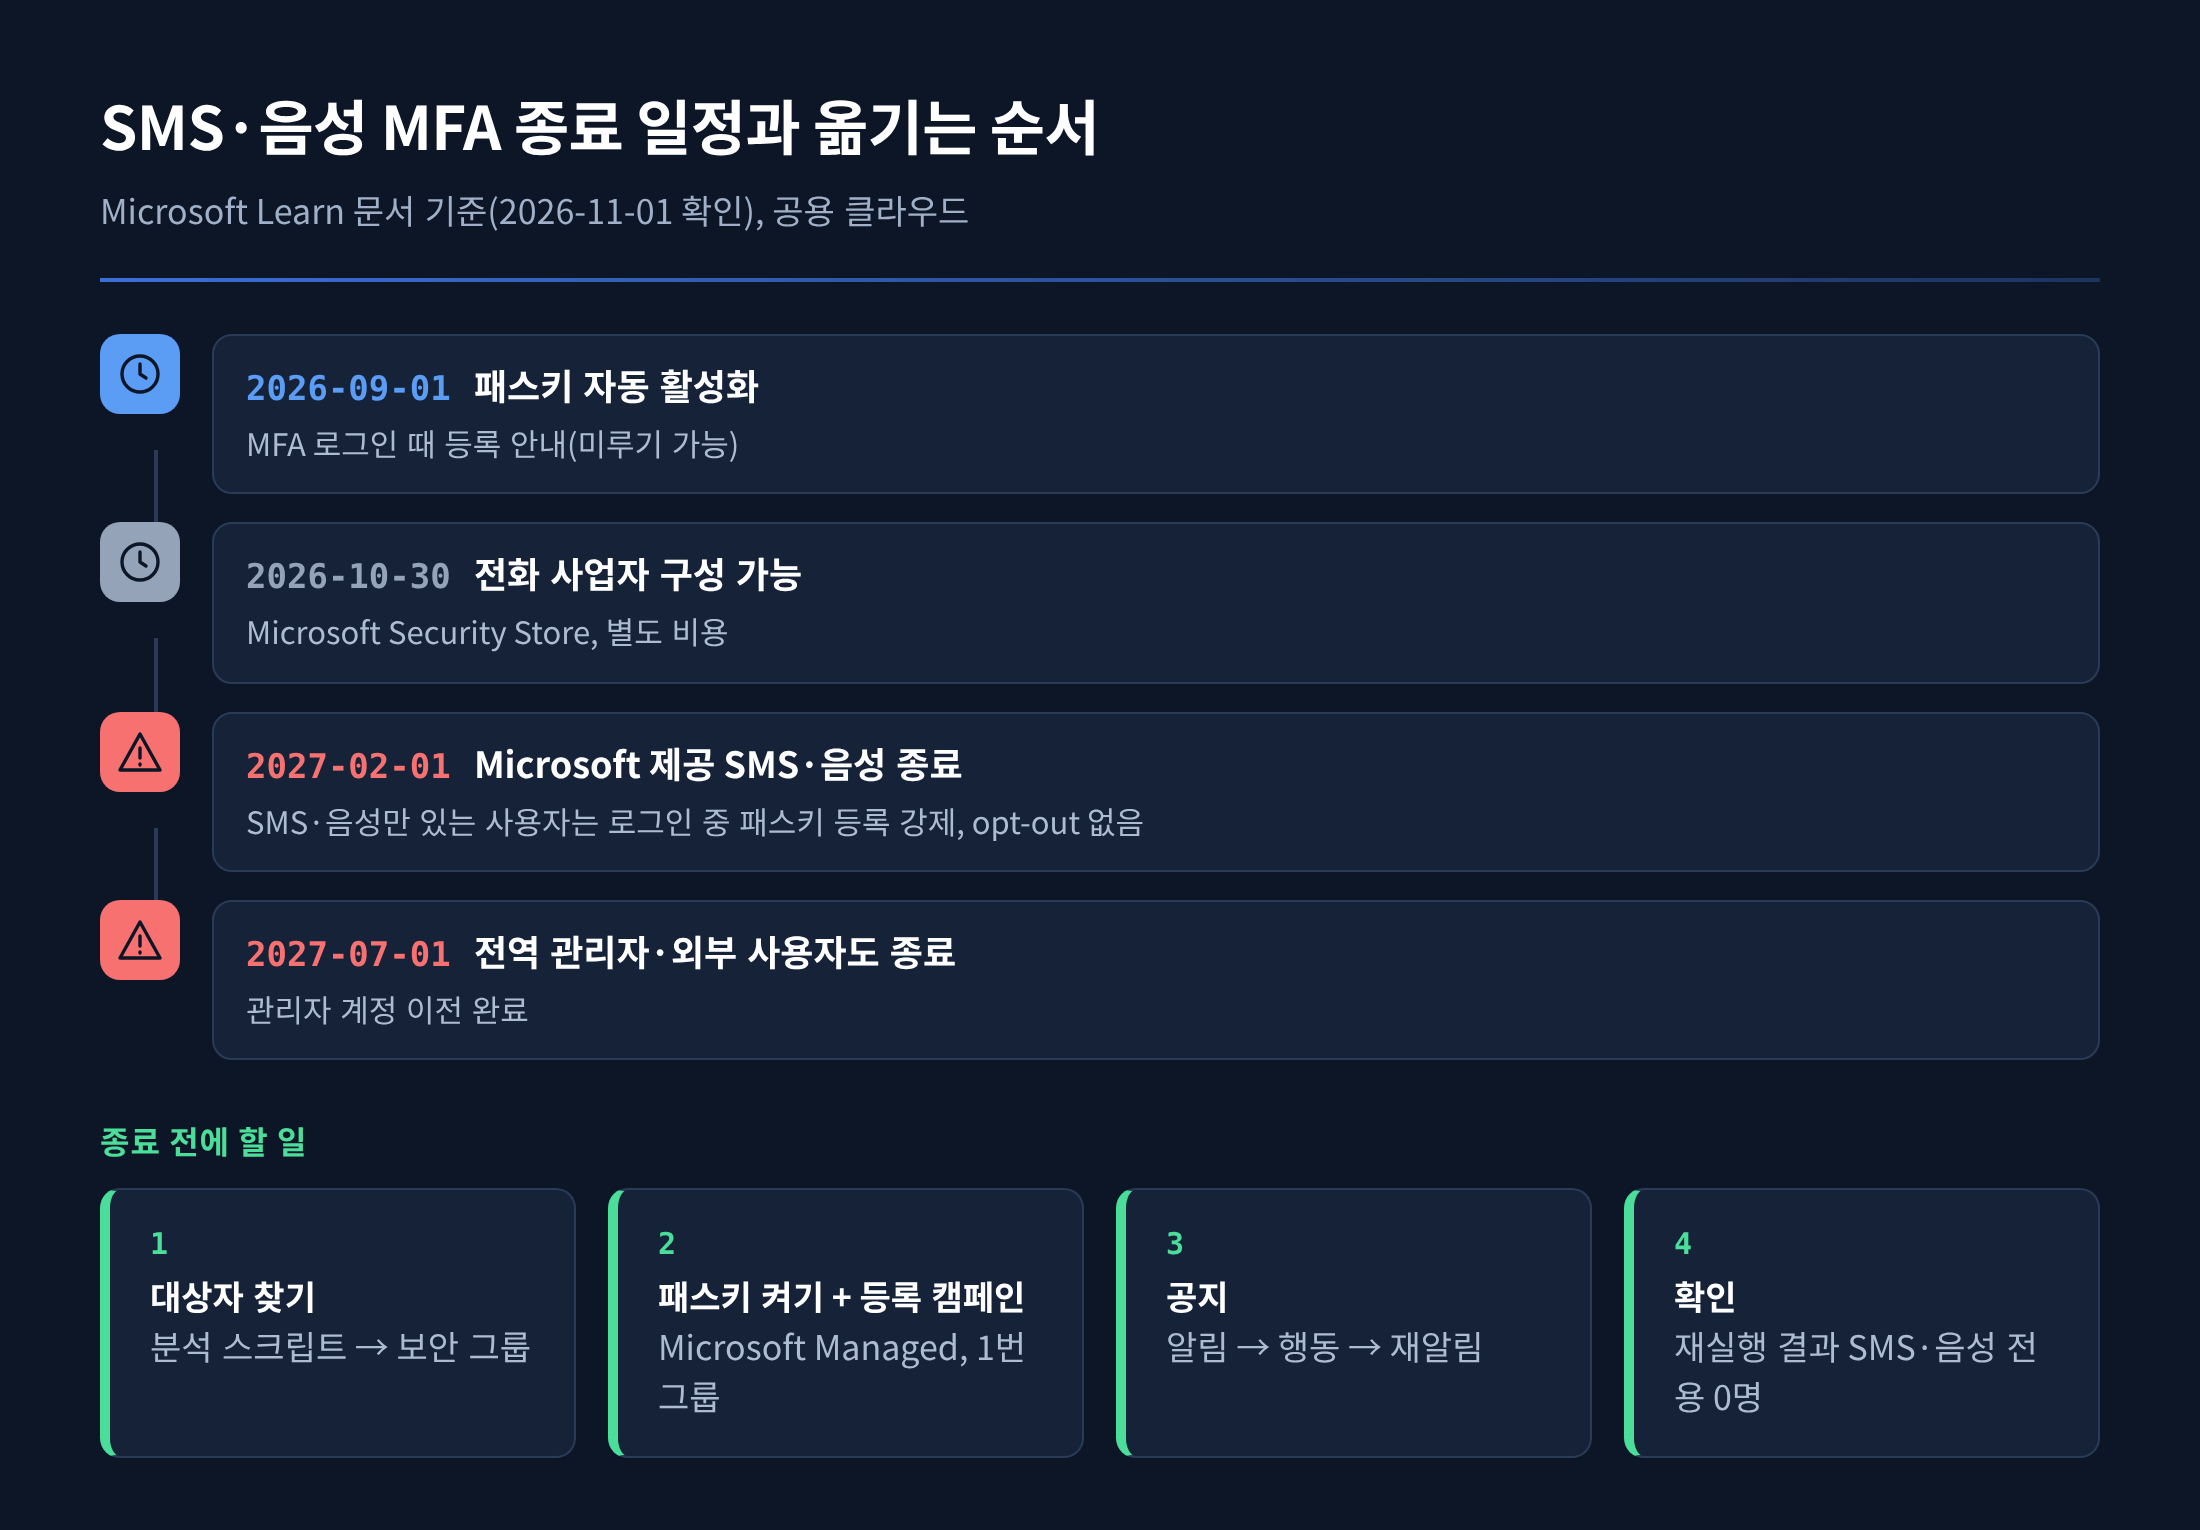 SMS·음성 MFA 종료 일정과 옮기는 순서
Microsoft Learn 문서 기준(2026-11-01 확인), 공용 클라우드
2026-09-01 패스키 자동 활성화
MFA 로그인 때 등록 안내(미루기 가능)
2026-10-30 전화 사업자 구성 가능
Microsoft Security Store, 별도 비용
2027-02-01 Microsoft 제공 SMS·음성 종료
SMS·음성만 있는 사용자는 로그인 중 패스키 등록 강제, opt-out 없음
2027-07-01 전역 관리자·외부 사용자도 종료
관리자 계정 이전 완료
종료 전에 할 일
1
대상자 찾기
분석 스크립트 → 보안 그룹
2
패스키 켜기 + 등록 캠페인
Microsoft Managed, 1번
그룹
3
공지
알림 → 행동 → 재알림
4
확인
재실행 결과 SMS·음성 전
용 0명